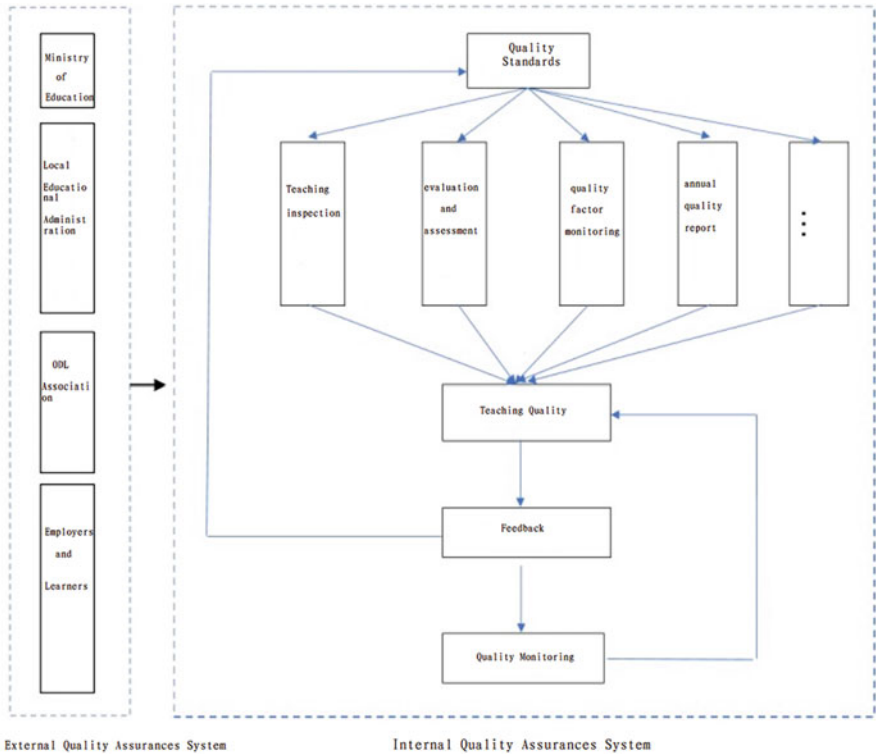 Ministry
of
Education
Local
Educatio
nal
Administ
ration
ODL
Associati
on
Employers
and
Learners
Quality
Standards
Teaching
inspection
evaluation
and
assessment
quality
factor
monitoring
annual
quality
report
⋮
Teaching Quality
Feedback
Quality Monitoring
External Quality Assurances System
Internal Quality Assurances System